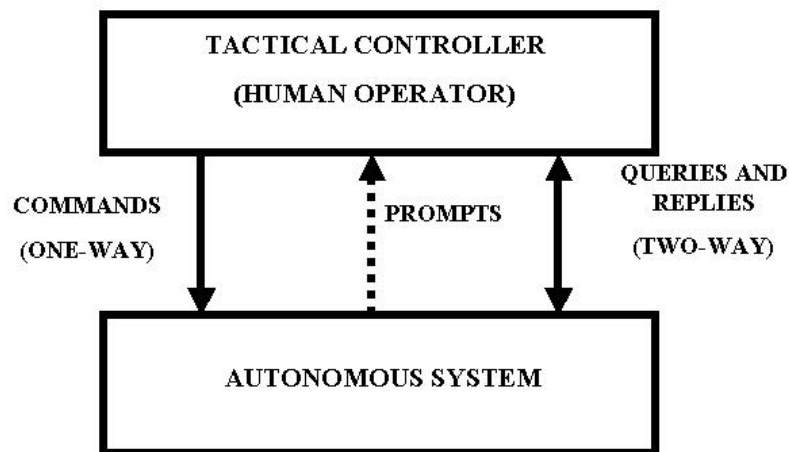 TACTICAL CONTROLLER
(HUMAN OPERATOR)
COMMANDS
(ONE-WAY)
PROMPTS
QUERIES AND
REPLIES
(TWO-WAY)
AUTONOMOUS SYSTEM